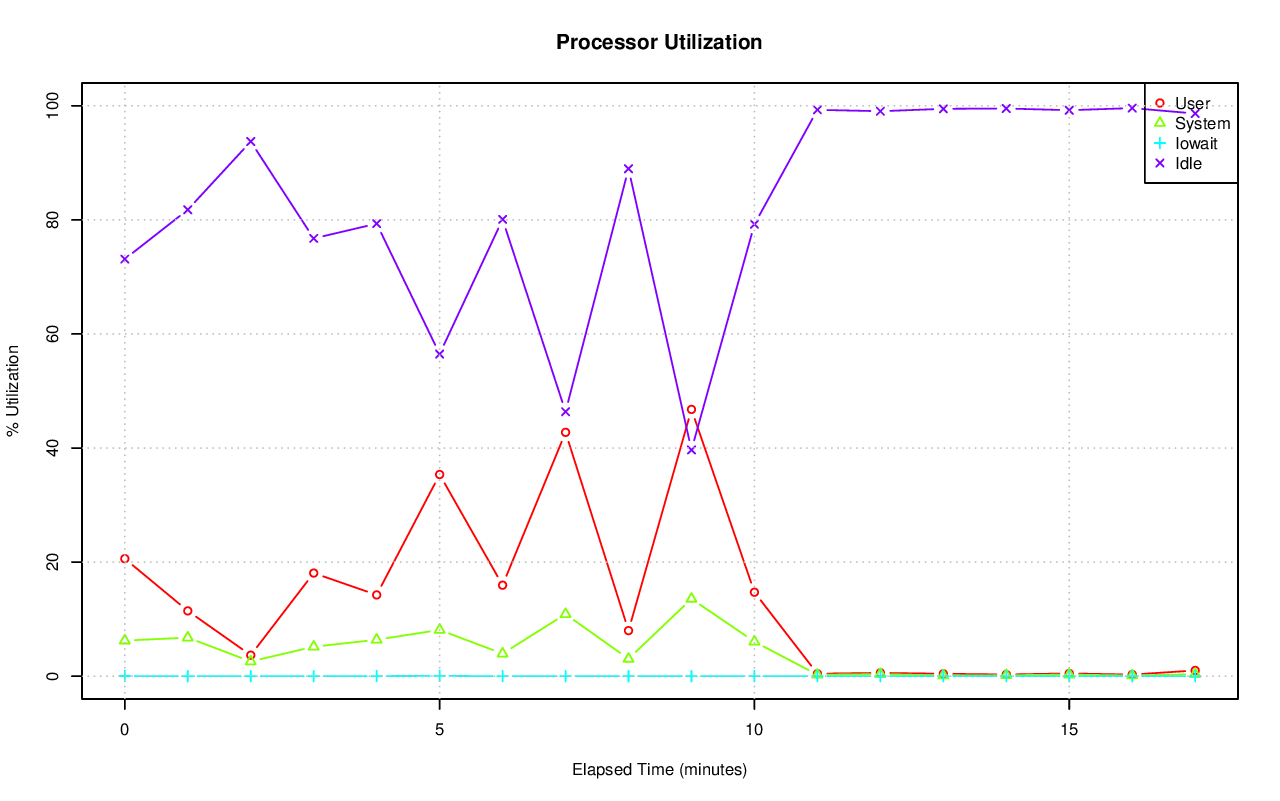 Processor Utilization
% Utilization
100
80
60
40
20
0
User
System
Iowait
Idle
0
5
10
15
Elapsed Time (minutes)